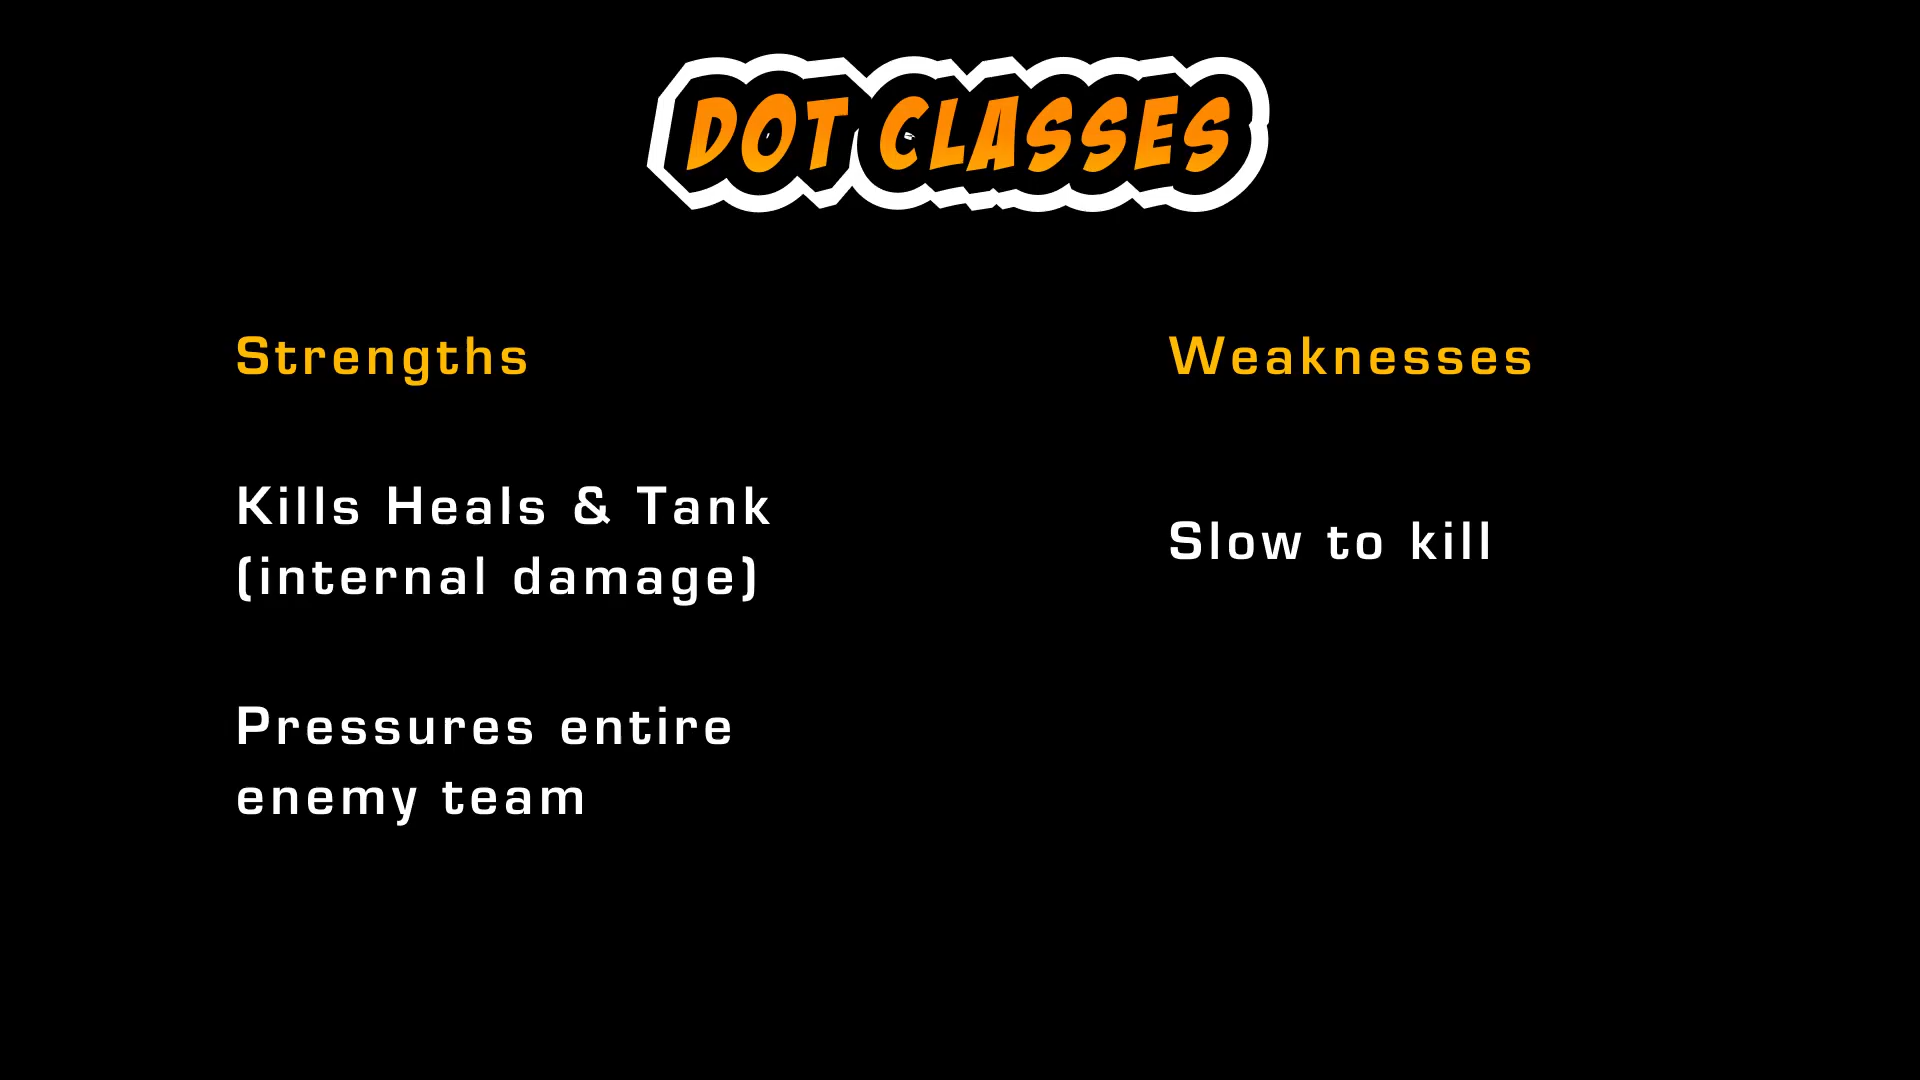 DOT CLASSES
Strengths
Kills Heals & Tank
(internal damage)
Pressures entire
enemy team
Weaknesses
Slow to kill